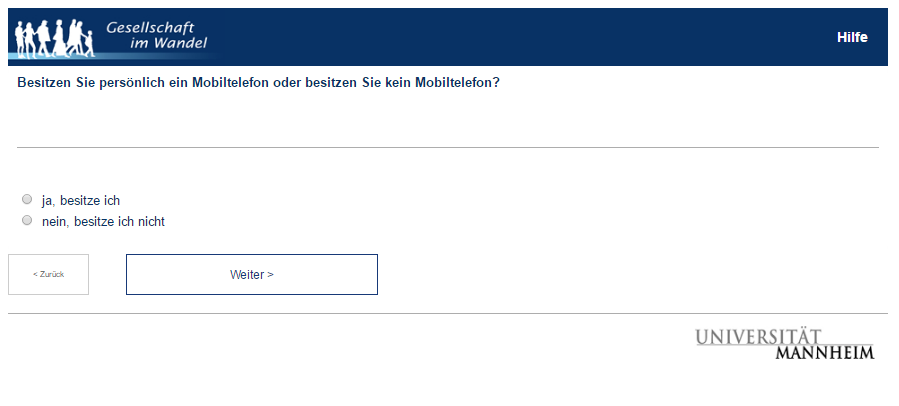 Gesellschaft
im Wandel
Hilfe
Besitzen Sie persönlich ein Mobiltelefon oder besitzen Sie kein Mobiltelefon?
ja, besitze ich
nein, besitze ich nicht
< Zurück
Weiter >
UNIVERSITÄT
MANNHEIM